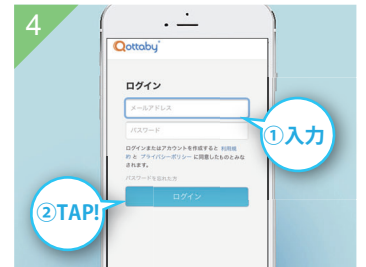 4
Qottaby
ログイン
メールアドレス
パスワード
①入力
ログインまたはアカウントを作成すると 利用規
約 と プライバシーポリシー に同意したものとみな
されます。
パスワードを忘れた方
②TAP!
ログイン